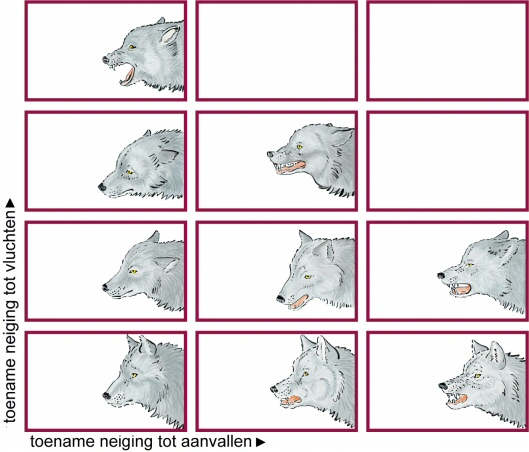 toename neiging tot vluchten►
toename neiging tot aanvallen ►